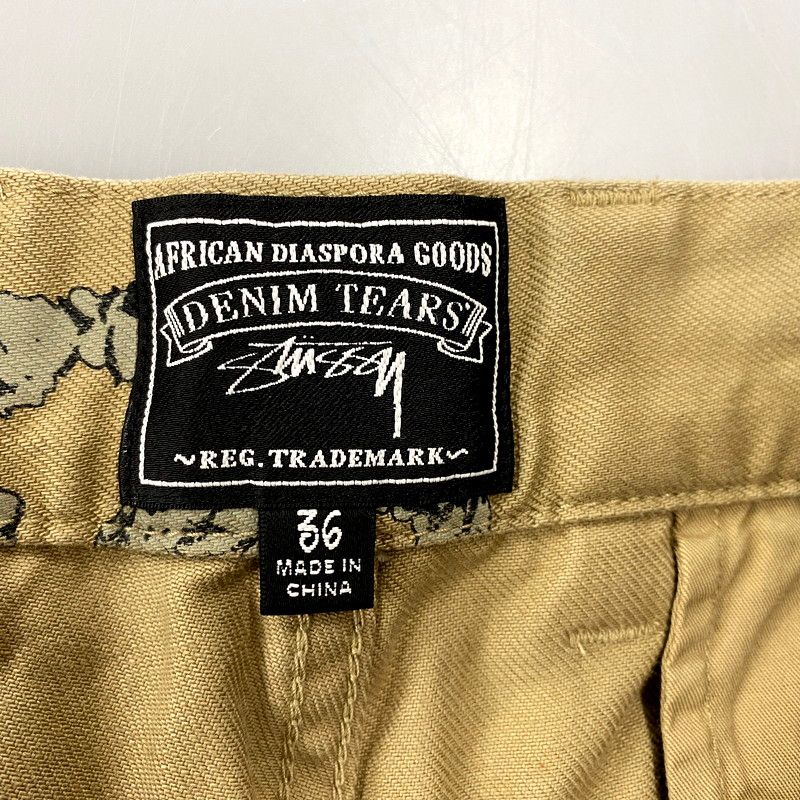 AFRICAN DIASPORA GOODS
DENIM TEARS
Stüssy
~REG. TRADEMARK~
36
MADE IN
CHINA